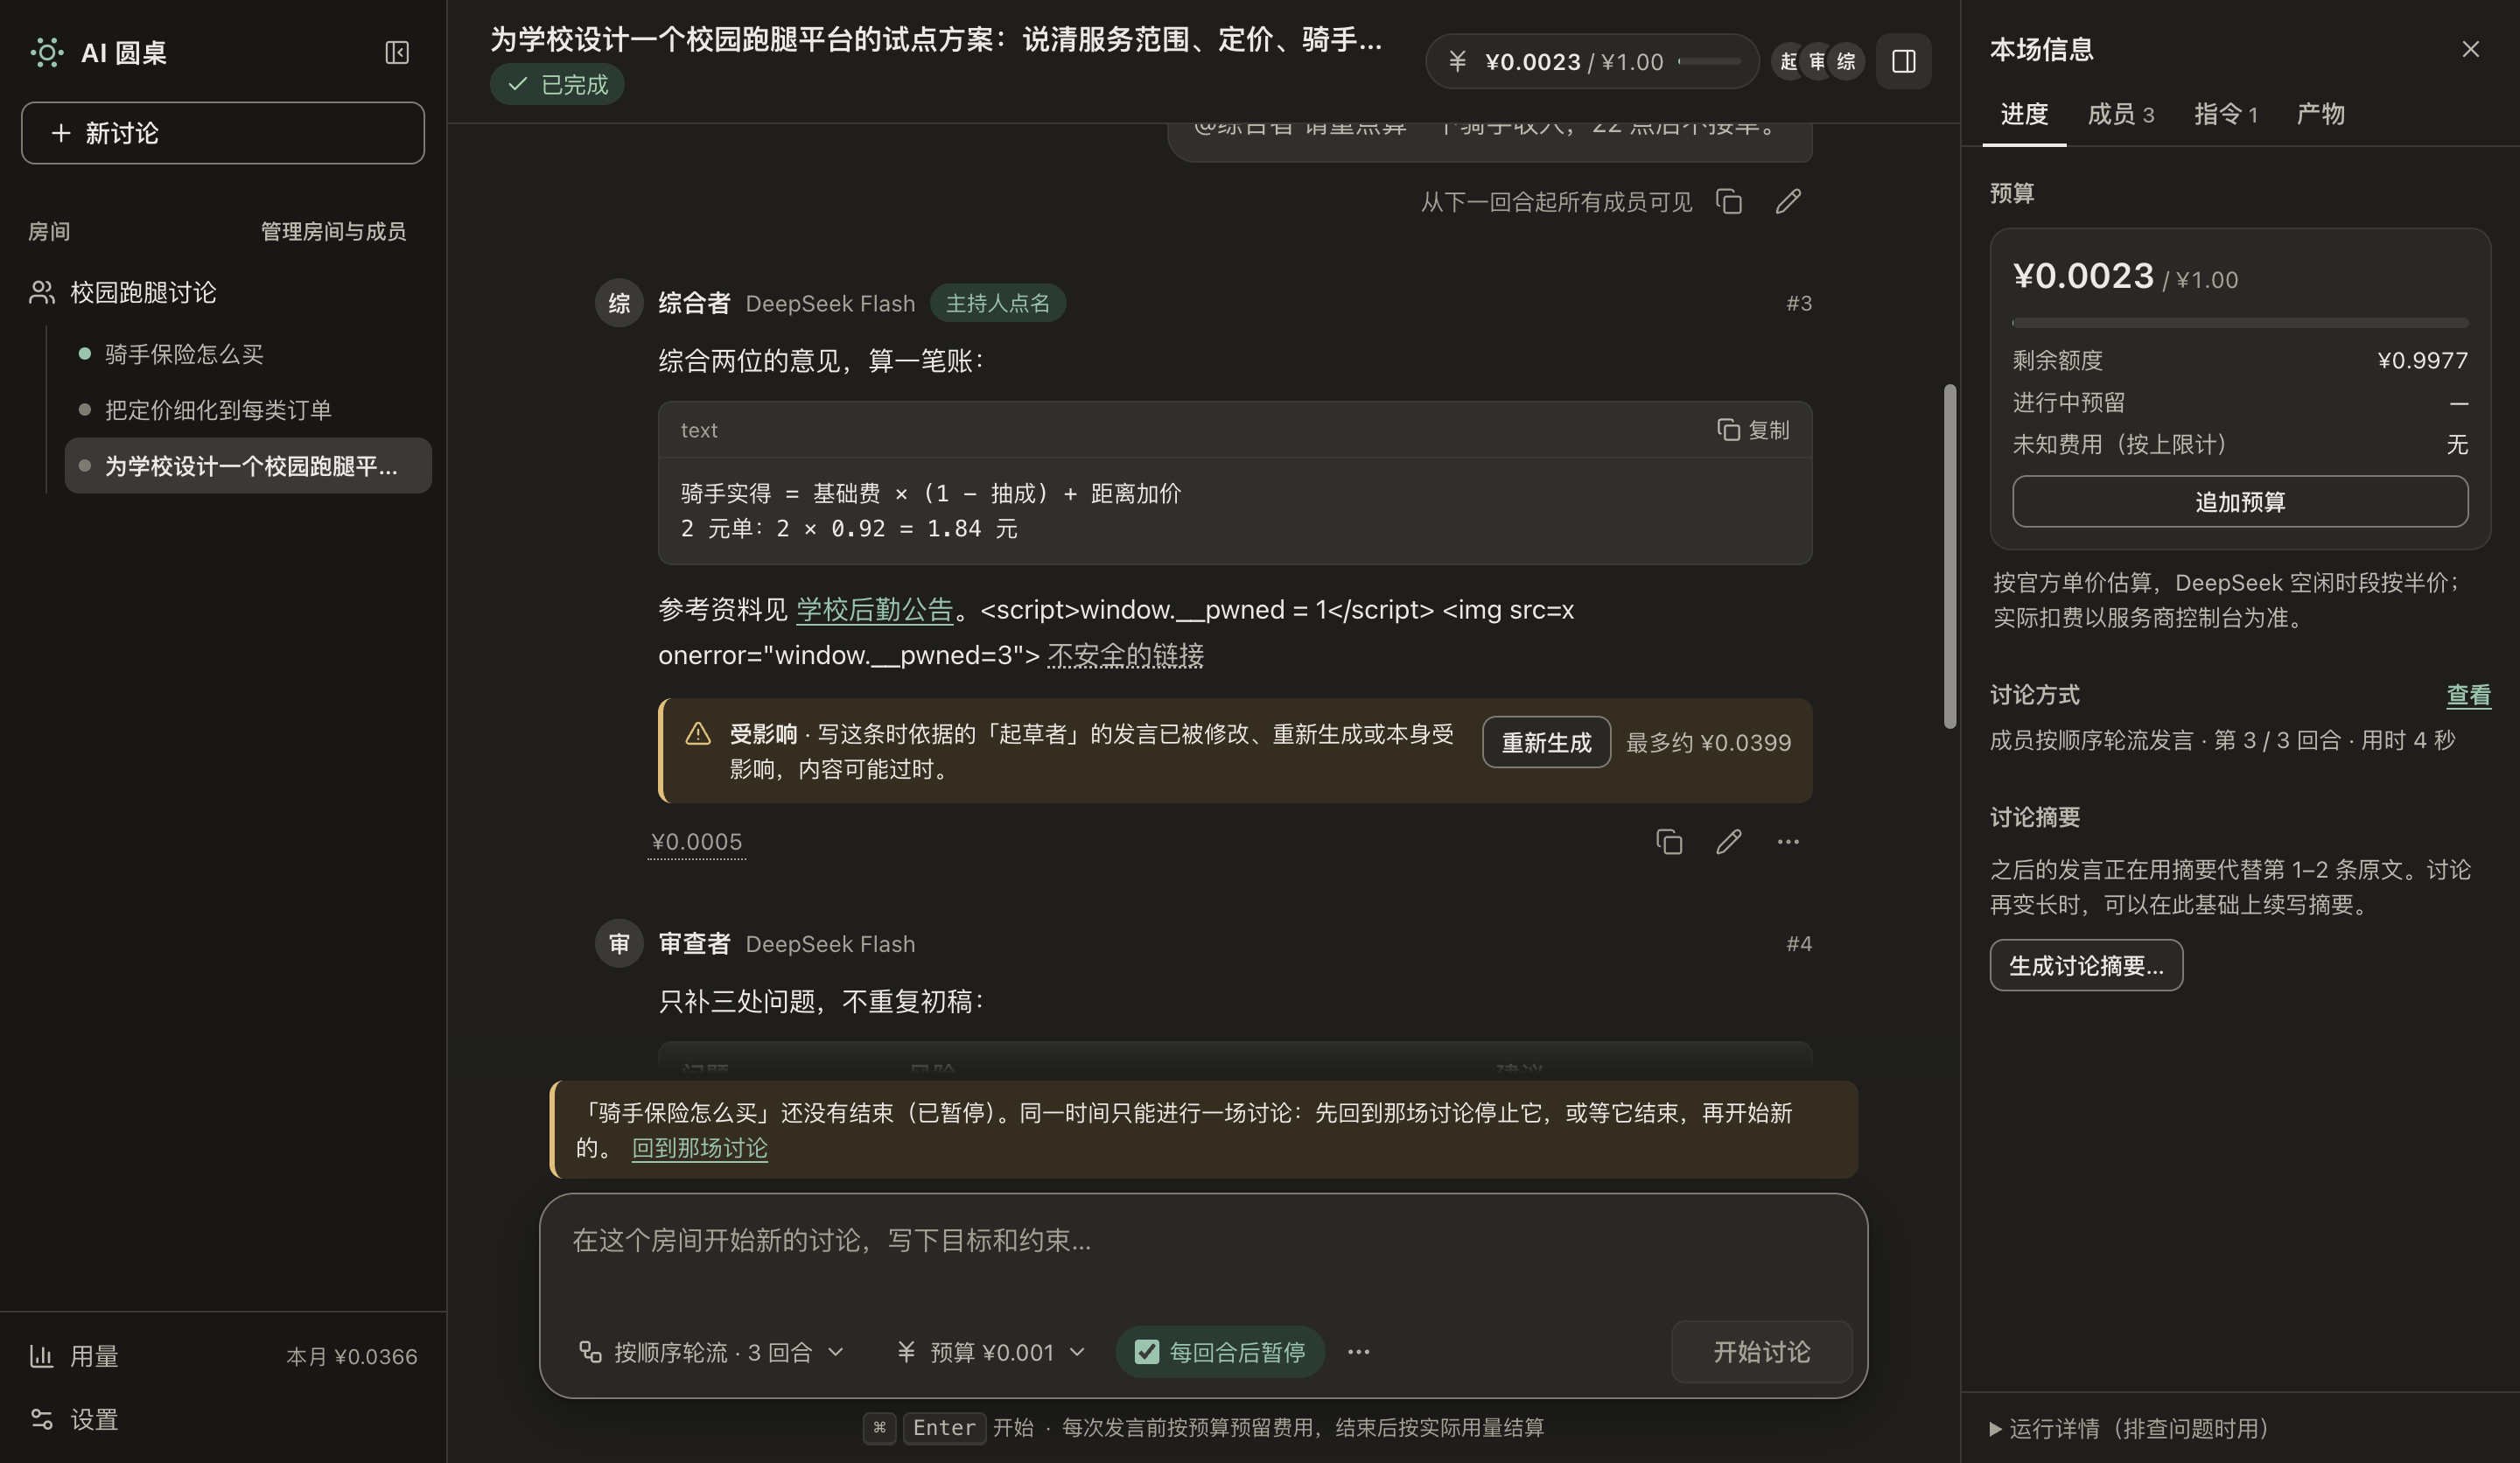 AI 圆桌
新讨论
房间
管理房间与成员
校园跑腿讨论
骑手保险怎么买
把定价细化到每类订单
为学校设计一个校园跑腿平...
用量
本月 ¥0.0366
设置
为学校设计一个校园跑腿平台的试点方案：说清服务范围、定价、骑手...
已完成
¥0.0023 / ¥1.00
起
审
综
从下一回合起所有成员可见
综
综合者 DeepSeek Flash 主持人点名
#3
综合两位的意见，算一笔账：
text
复制
骑手实得 = 基础费 × (1 − 抽成) + 距离加价
2 元单：2 × 0.92 = 1.84 元
参考资料见 学校后勤公告。<script>window.__pwned = 1</script> <img src=x
onerror="window.__pwned=3"> 不安全的链接
受影响 · 写这条时依据的「起草者」的发言已被修改、重新生成或本身受
影响，内容可能过时。
重新生成
最多约 ¥0.0399
¥0.0005
审
审查者 DeepSeek Flash
#4
只补三处问题，不重复初稿：
「骑手保险怎么买」还没有结束（已暂停）。同一时间只能进行一场讨论：先回到那场讨论停止它，或等它结束，再开始新
的。 回到那场讨论
在这个房间开始新的讨论，写下目标和约束...
按顺序轮流 · 3 回合
¥ 预算 ¥0.001
每回合后暂停
开始讨论
⌘ Enter 开始 · 每次发言前按预算预留费用，结束后按实际用量结算
本场信息
进度
成员 3
指令 1
产物
预算
¥0.0023 / ¥1.00
剩余额度
¥0.9977
进行中预留
—
未知费用（按上限计）
无
追加预算
按官方单价估算，DeepSeek 空闲时段按半价；
实际扣费以服务商控制台为准。
讨论方式
查看
成员按顺序轮流发言 · 第 3 / 3 回合 · 用时 4 秒
讨论摘要
之后的发言正在用摘要代替第 1–2 条原文。讨论
再变长时，可以在此基础上续写摘要。
生成讨论摘要...
运行详情（排查问题时用）